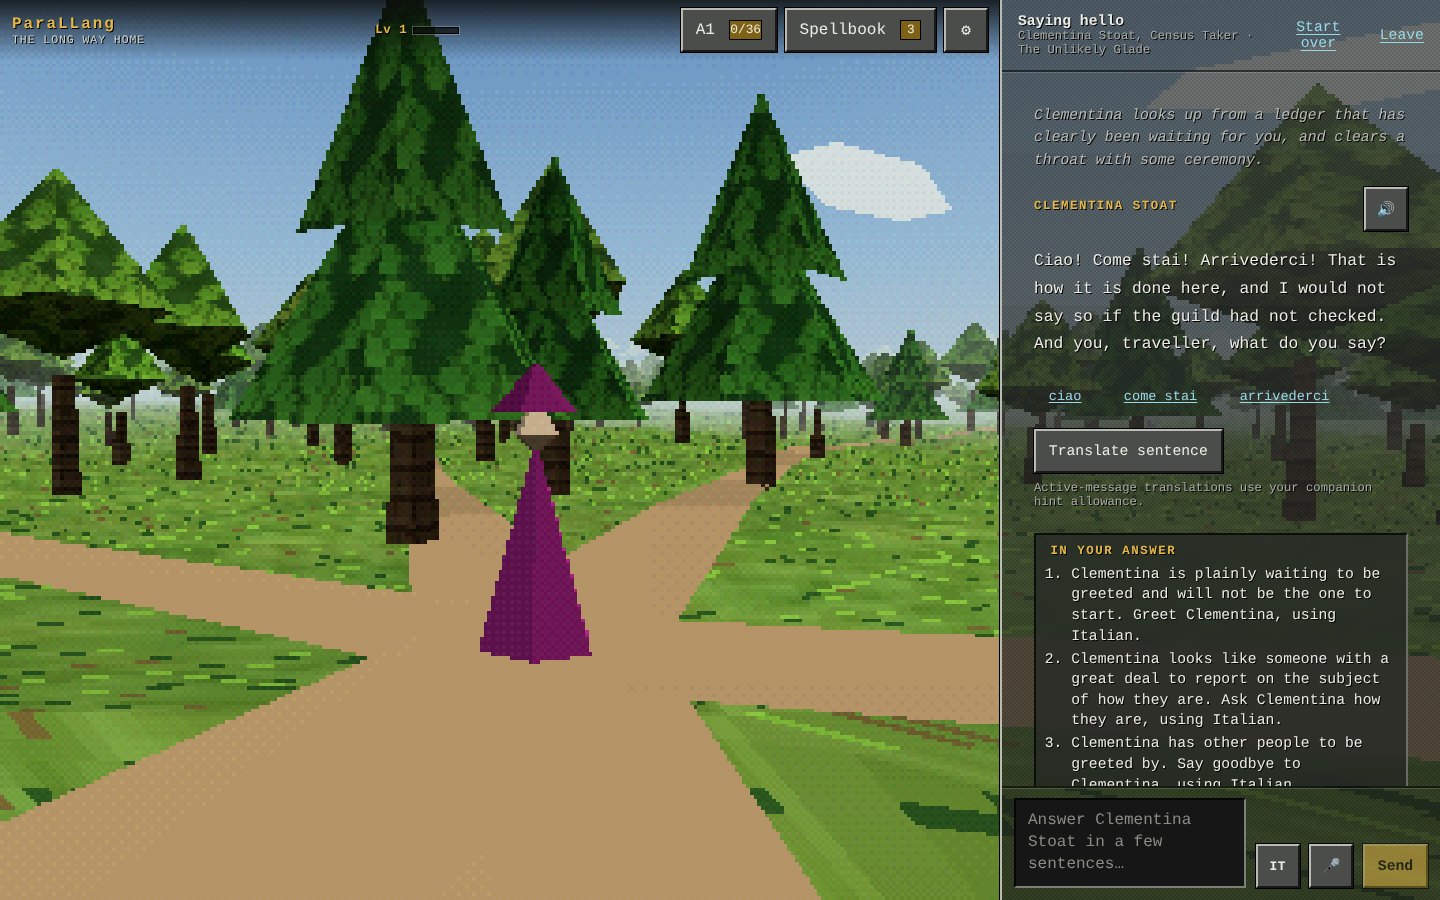 ParaLLang
THE LONG WAY HOME
Lv 1
A1 0/36
Spellbook 3
Saying hello
Clementina Stoat, Census Taker ·
The Unlikely Glade
Start
over
Leave
Clementina looks up from a ledger that has
clearly been waiting for you, and clears a
throat with some ceremony.
CLEMENTINA STOAT
Ciao! Come stai! Arrivederci! That is
how it is done here, and I would not
say so if the guild had not checked.
And you, traveller, what do you say?
ciao come stai arrivederci
Translate sentence
Active-message translations use your companion
hint allowance.
IN YOUR ANSWER
1. Clementina is plainly waiting to be
greeted and will not be the one to
start. Greet Clementina, using
Italian.
2. Clementina looks like someone with a
great deal to report on the subject
of how they are. Ask Clementina how
they are, using Italian.
3. Clementina has other people to be
greeted by. Say goodbye to
Clementina, using Italian.
Answer Clementina
Stoat in a few
sentences…
IT
Send